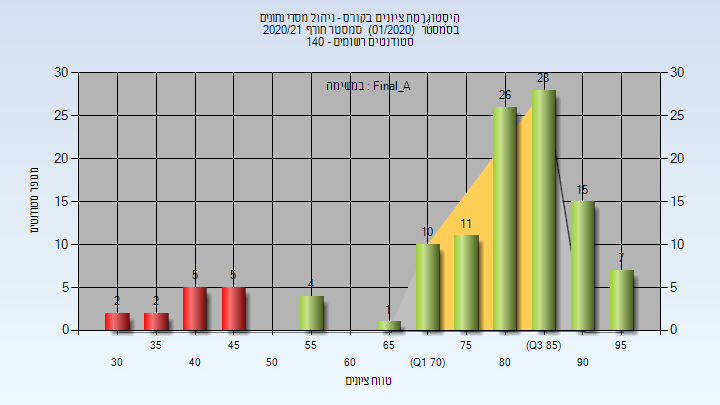 היסטוגרמת ציונים בקורס - ניהול מסדי נתונים
בסמסטר (01/2020) סמסטר חורף 2020/21
סטודנטים רשומים - 140
במשימה : Final_A
מספר סטודנטים
30 25 20 15 10 5 0
30 25 20 15 10 5 0
2 2 5 5 4 1 10 11 26 28 15 7
35 45 55 65 75 (Q3 85) 95
30 40 50 60 (Q1 70) 80 90
טווח ציונים